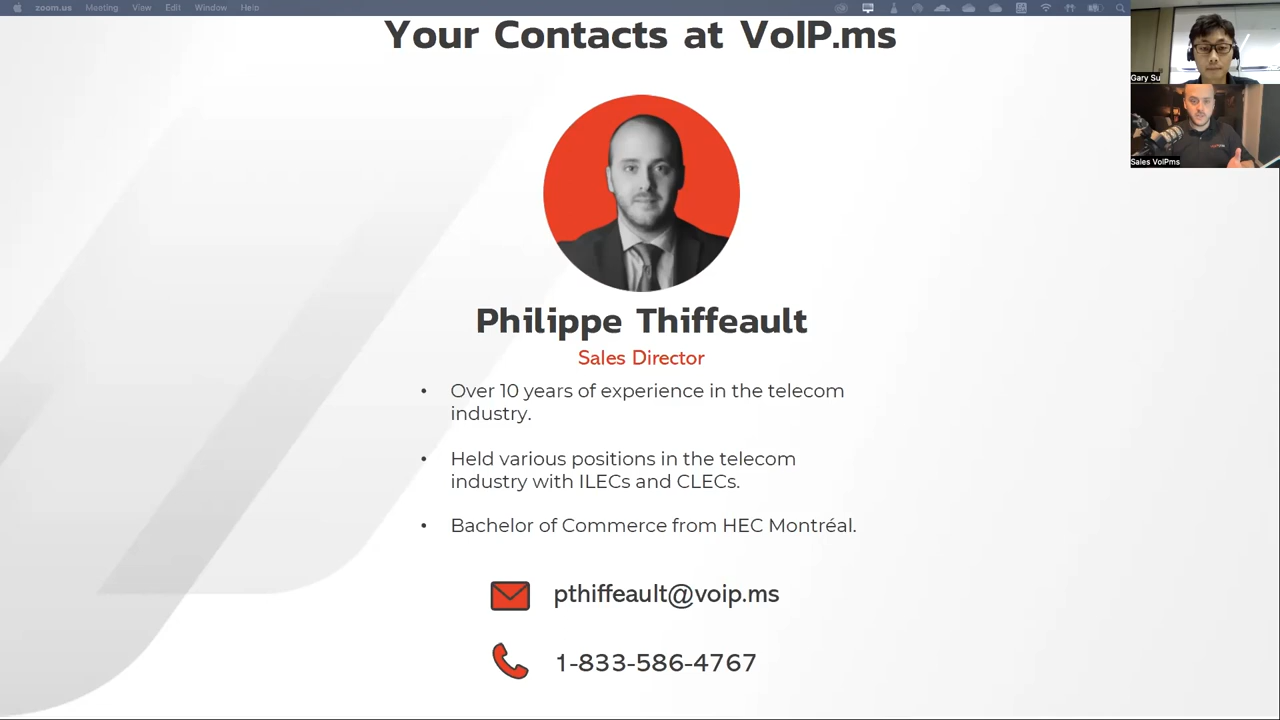 zoom.us Meeting View Edit Window Help
Your Contacts at VoIP.ms
Gary Su
Sales VoIPms
Philippe Thiffeault
Sales Director
• Over 10 years of experience in the telecom
industry.
• Held various positions in the telecom
industry with ILECs and CLECs.
• Bachelor of Commerce from HEC Montréal.
pthiffeault@voip.ms
1-833-586-4767